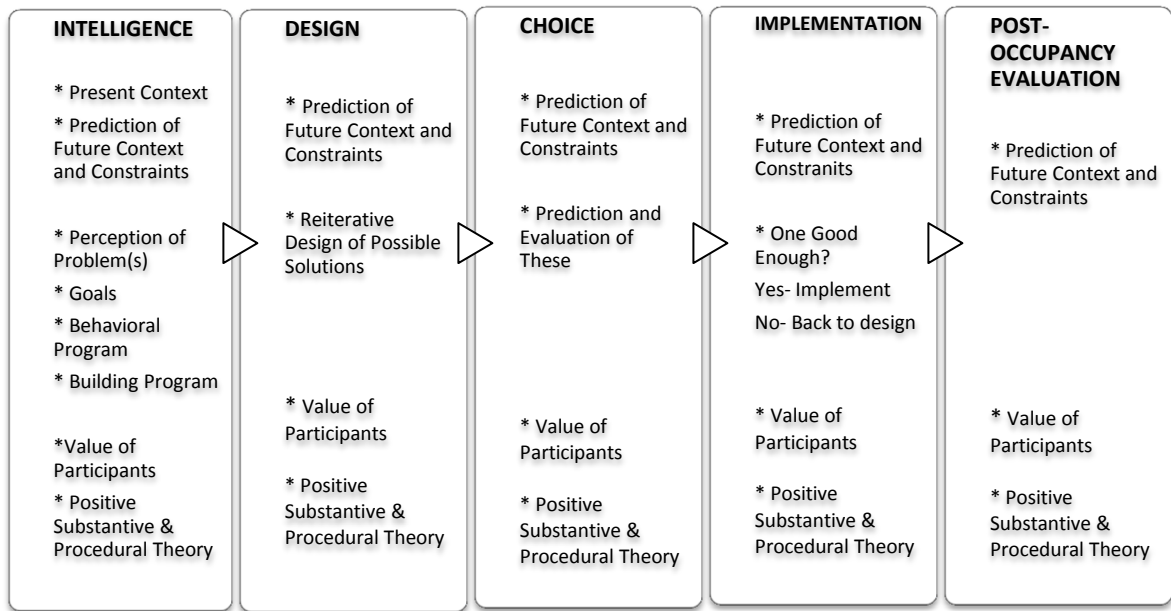 INTELLIGENCE
* Present Context
* Prediction of
Future Context
and Constraints
* Perception of
Problem(s)
* Goals
* Behavioral
Program
* Building Program
*Value of
Participants
* Positive
Substantive &
Procedural Theory
DESIGN
* Prediction of
Future Context and
Constraints
* Reiterative
Design of Possible
Solutions
* Value of
Participants
* Positive
Substantive &
Procedural Theory
CHOICE
* Prediction of
Future Context and
Constraints
* Prediction and
Evaluation of
These
* Value of
Participants
* Positive
Substantive &
Procedural Theory
IMPLEMENTATION
* Prediction of
Future Context and
Constranits
* One Good
Enough?
Yes- Implement
No- Back to design
* Value of
Participants
* Positive
Substantive &
Procedural Theory
POST-
OCCUPANCY
EVALUATION
* Prediction of
Future Context and
Constraints
* Value of
Participants
* Positive
Substantive &
Procedural Theory